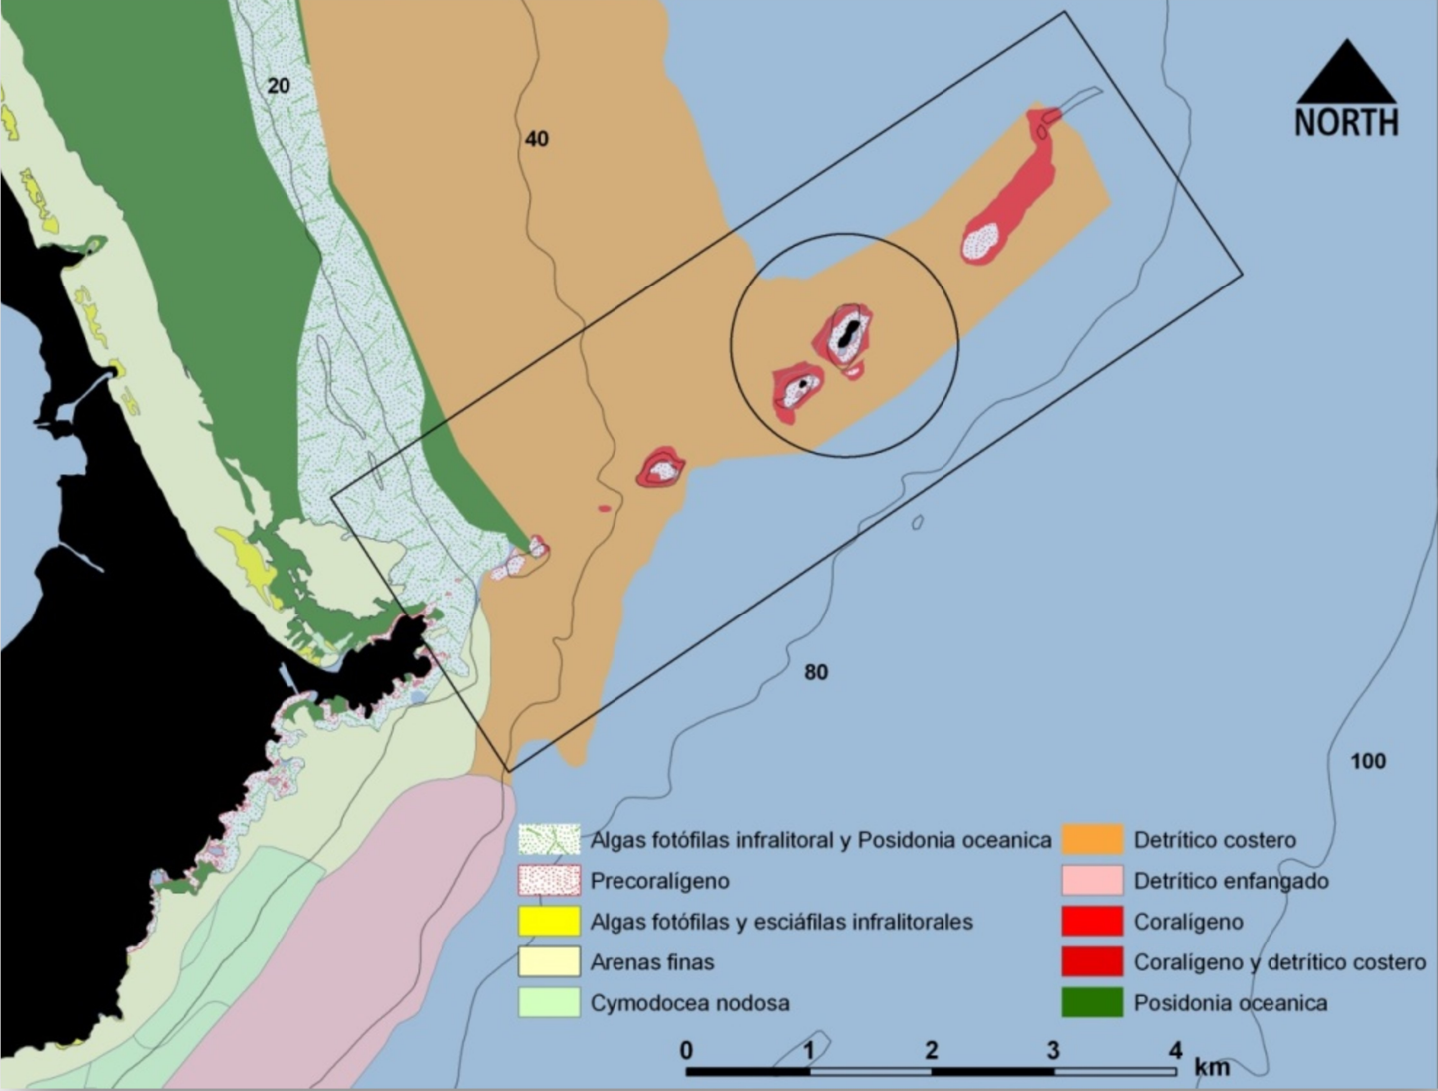 20
40
NORTH
80
100
Algas fotófilas infralitoral y Posidonia oceanica
Precoralígeno
Algas fotófilas y esciáfilas infralitorales
Arenas finas
Cymodocea nodosa
Detrítico costero
Detrítico enfangado
Coralígeno
Coralígeno y detrítico costero
Posidonia oceanica
0 1 2 3 4 km